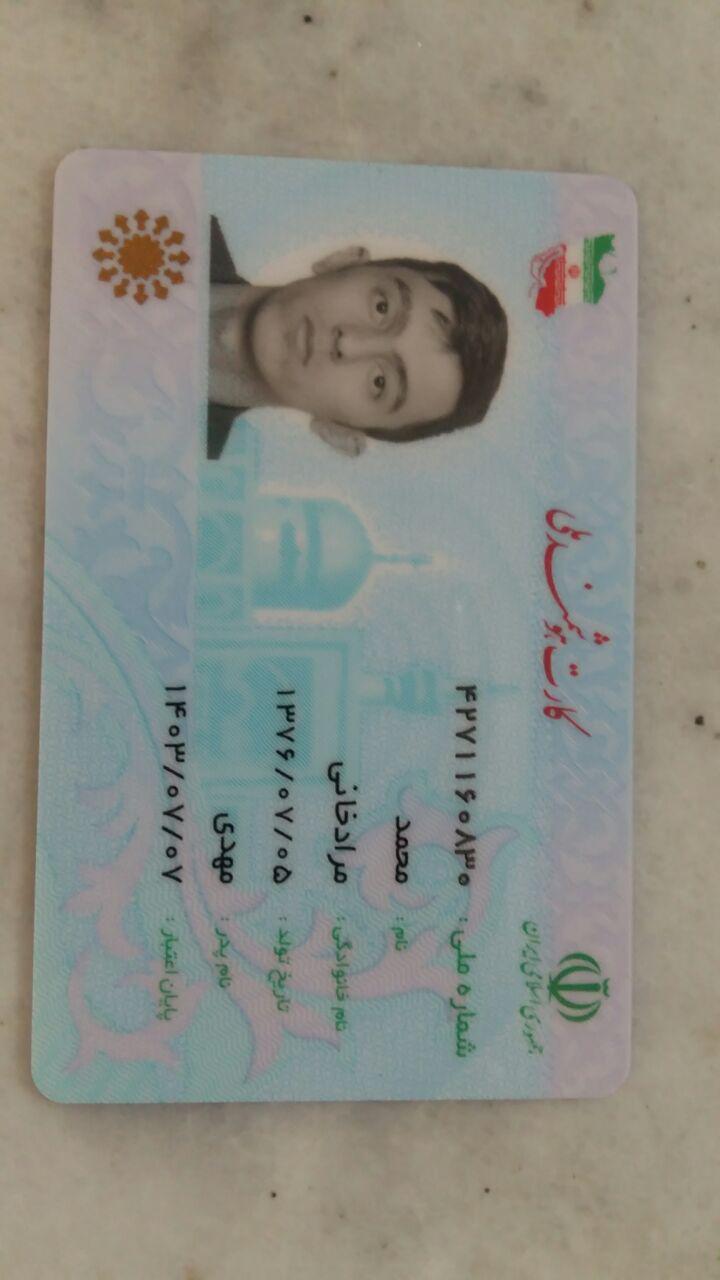 جمهوری اسلامی ایران
کارت هوشمند ملی
شماره ملی : ۴۲۷۱۱۶۰۸۳۰
نام : محمد
نام خانوادگی : مرادخانی
تاریخ تولد : ۱۳۷۶/۰۷/۰۵
نام پدر : مهدی
پایان اعتبار : ۱۴۰۳/۰۷/۰۷